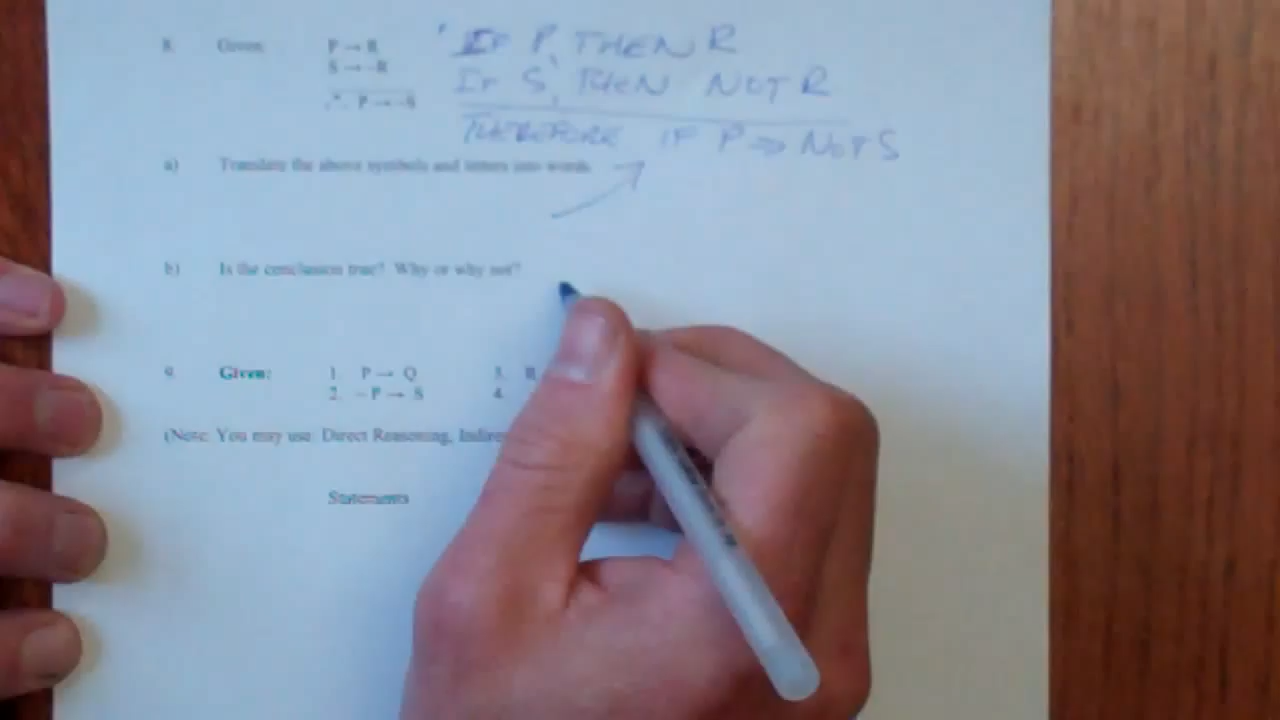 8. Given: P → R ' IF P, THEN R
S → ~R IF S, THEN NOT R
∴ P → ~S THEREFORE IF P ⇒ NOT S
a) Translate the above symbols and letters into words.
b) Is the conclusion true? Why or why not?
9. Given: 1. P → Q 3. R
2. ~P → S 4.
(Note: You may use: Direct Reasoning,
Statements